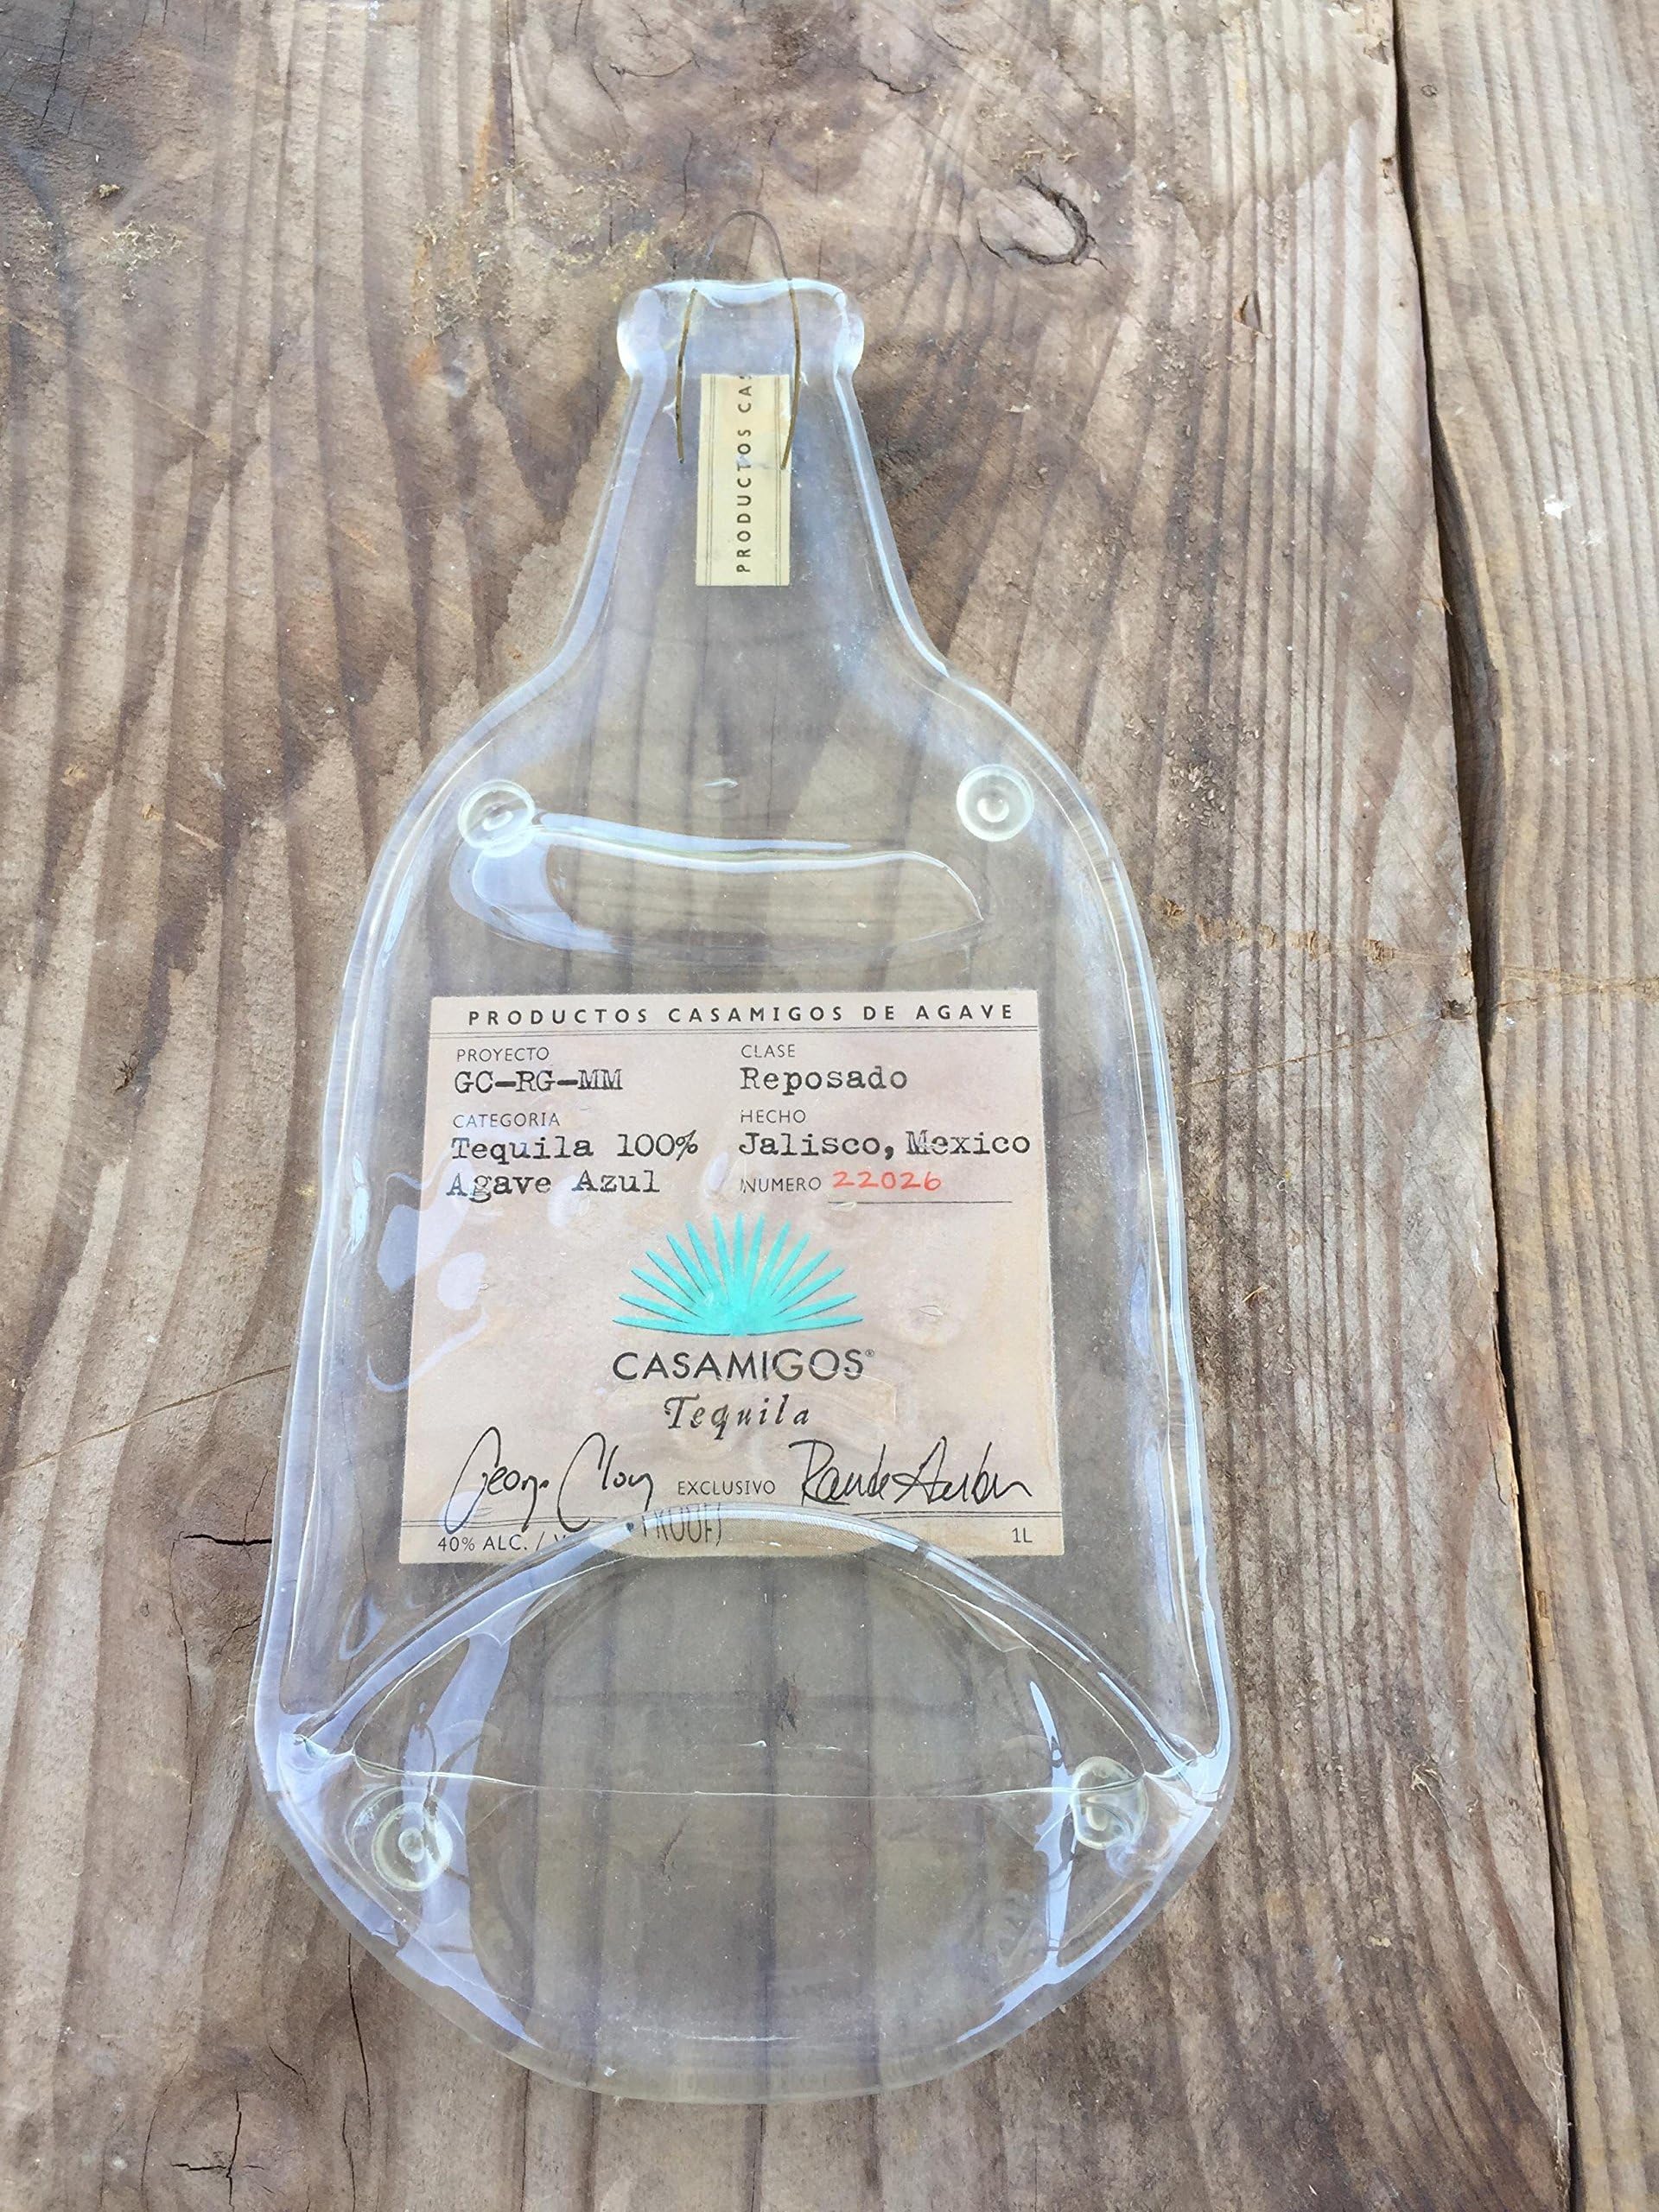 PRODUCTOS CAS
PRODUCTOS CASAMIGOS DE AGAVE
PROYECTO
GC-RG-MM
CLASE
Reposado
CATEGORIA
Tequila 100%
Agave Azul
HECHO
Jalisco, Mexico
NUMERO 22026
CASAMIGOS®
Tequila
EXCLUSIVO
40% ALC. /
1L